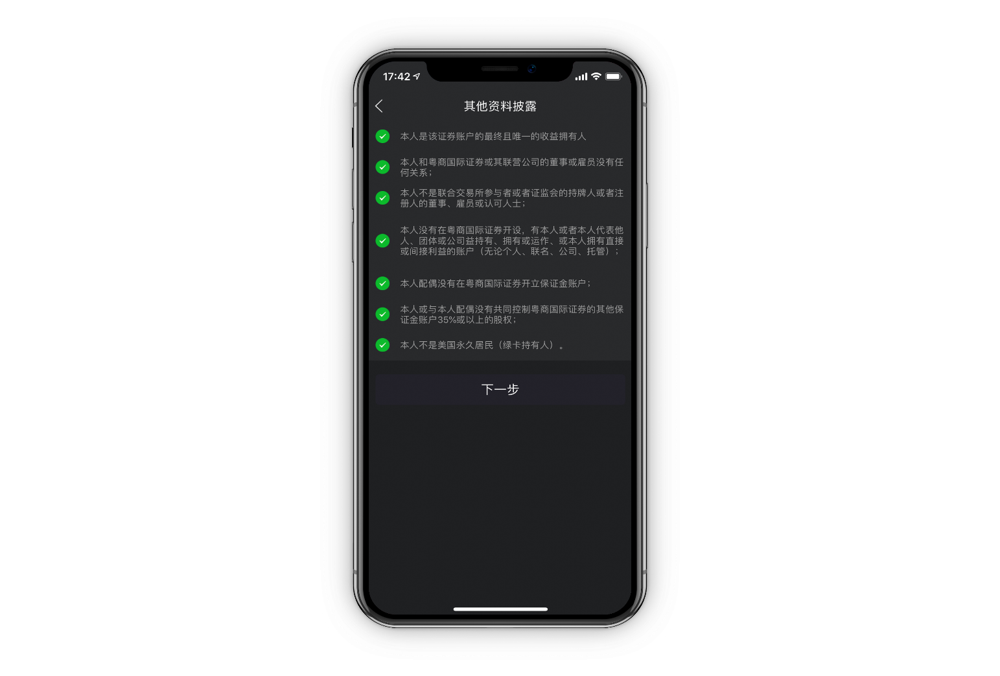 17:42
其他资料披露
本人是该证券账户的最终且唯一的收益拥有人
本人和粤商国际证券或其联营公司的董事或雇员没有任
何关系；
本人不是联合交易所参与者或者证监会的持牌人或者注
册人的董事、雇员或认可人士；
本人没有在粤商国际证券开设，有本人或者本人代表他
人、团体或公司益持有、拥有或运作、或本人拥有直接
或间接利益的账户（无论个人、联名、公司、托管）；
本人配偶没有在粤商国际证券开立保证金账户；
本人或与本人配偶没有共同控制粤商国际证券的其他保
证金账户35%或以上的股权；
本人不是美国永久居民（绿卡持有人）。
下一步